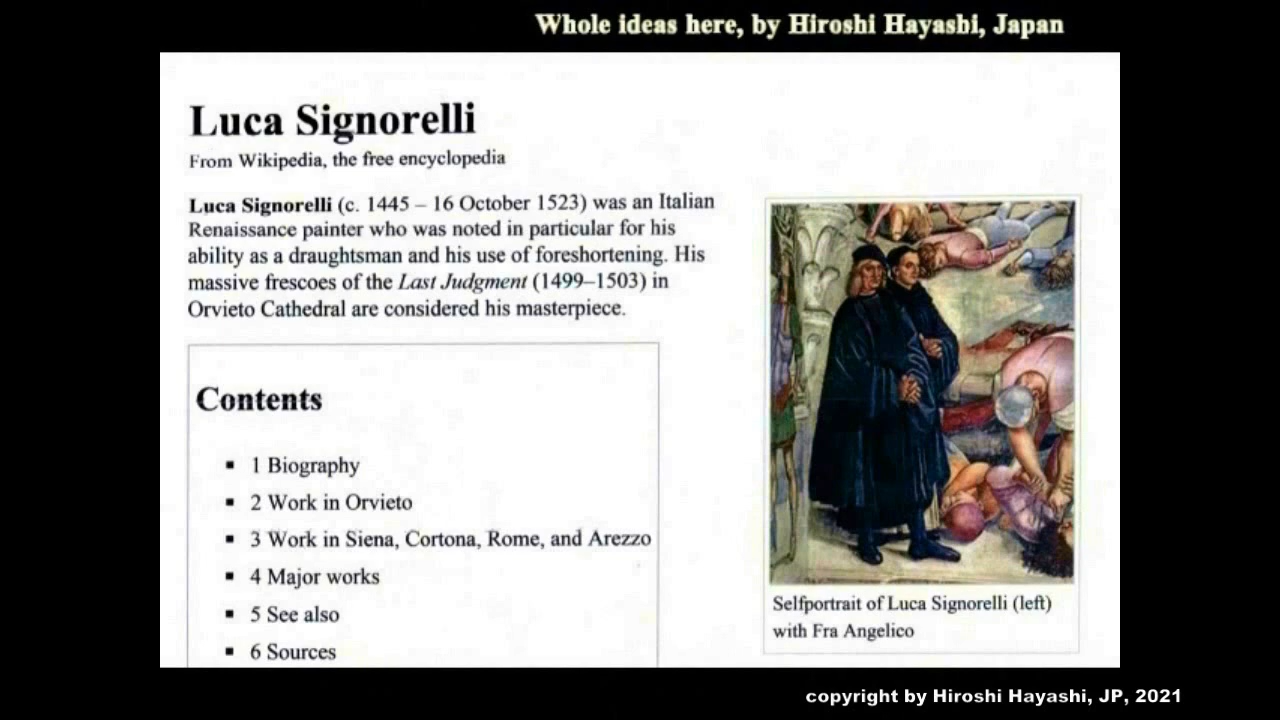 Whole ideas here, by Hiroshi Hayashi, Japan
Luca Signorelli
From Wikipedia, the free encyclopedia
Luca Signorelli (c. 1445 – 16 October 1523) was an Italian
Renaissance painter who was noted in particular for his
ability as a draughtsman and his use of foreshortening. His
massive frescoes of the Last Judgment (1499–1503) in
Orvieto Cathedral are considered his masterpiece.
Contents
▪ 1 Biography
▪ 2 Work in Orvieto
▪ 3 Work in Siena, Cortona, Rome, and Arezzo
▪ 4 Major works
▪ 5 See also
▪ 6 Sources
Selfportrait of Luca Signorelli (left)
with Fra Angelico
copyright by Hiroshi Hayashi, JP, 2021